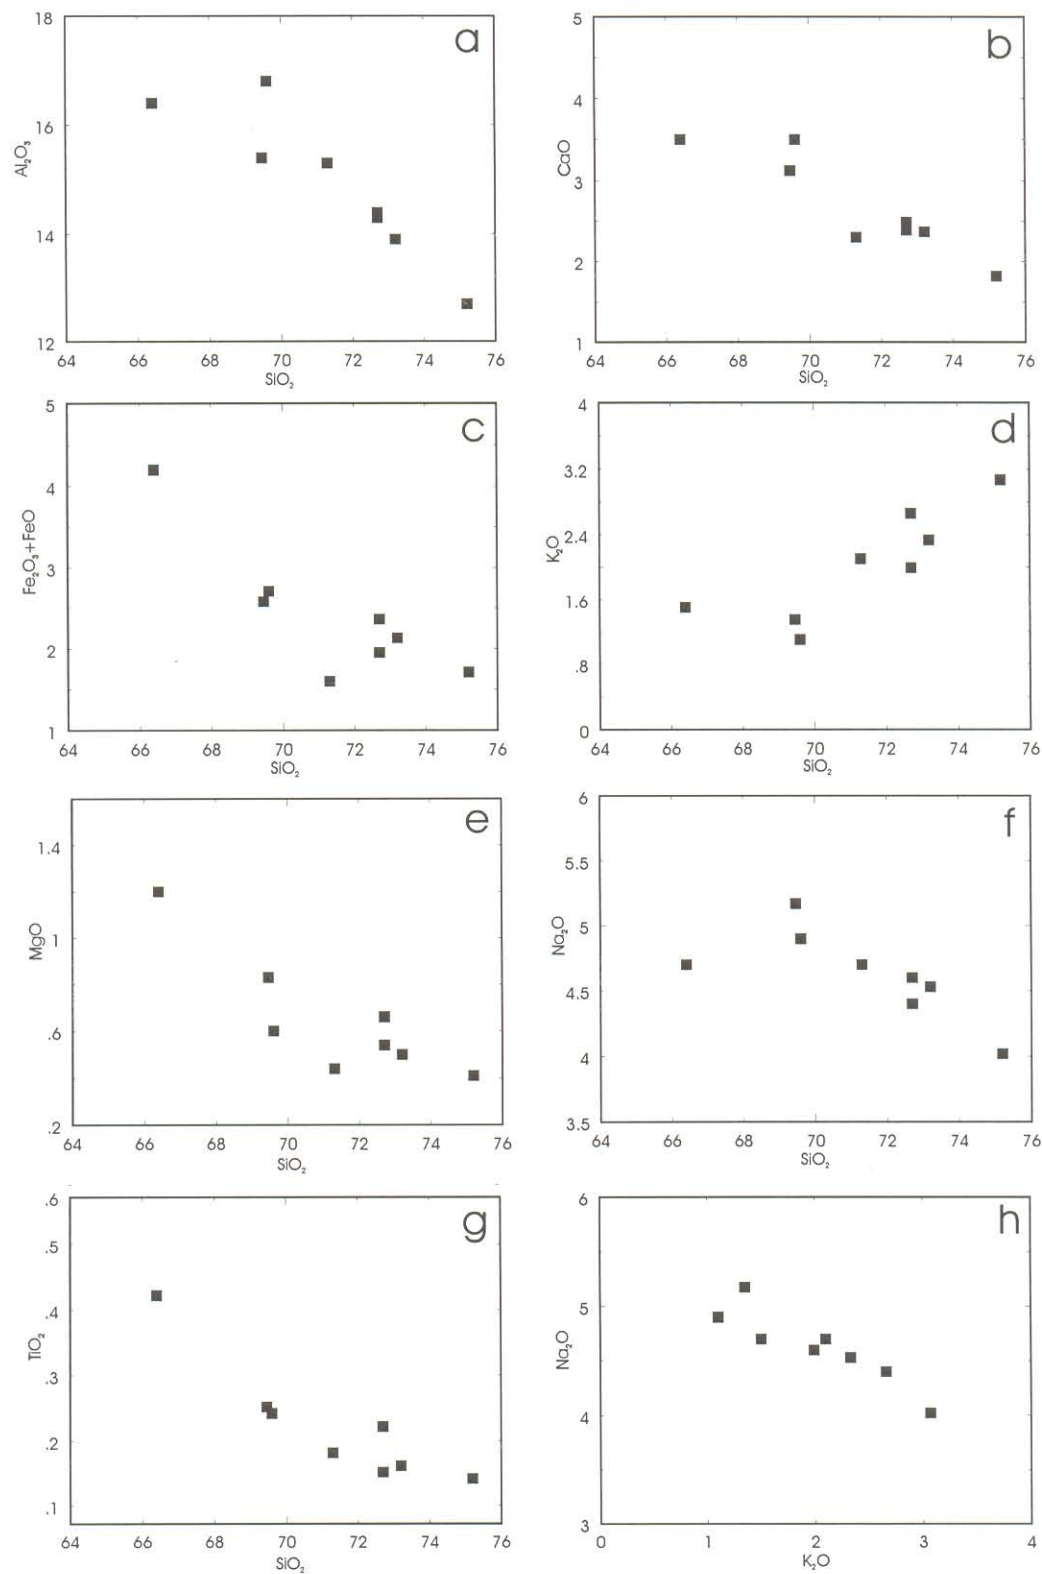 18
16
14
12
Al₂O₃
a
64 66 68 70 72 74 76
SiO₂
5
4
3
2
1
CaO
b
64 66 68 70 72 74 76
SiO₂
5
4
3
2
1
Fe₂O₃+FeO
c
64 66 68 70 72 74 76
SiO₂
4
3.2
2.4
1.6
.8
0
K₂O
d
64 66 68 70 72 74 76
SiO₂
1.4
1
.6
.2
MgO
e
64 66 68 70 72 74 76
SiO₂
6
5.5
5
4.5
4
3.5
Na₂O
f
64 66 68 70 72 74 76
SiO₂
.6
.5
.4
.3
.2
.1
TiO₂
g
64 66 68 70 72 74 76
SiO₂
6
5
4
3
Na₂O
h
0 1 2 3 4
K₂O